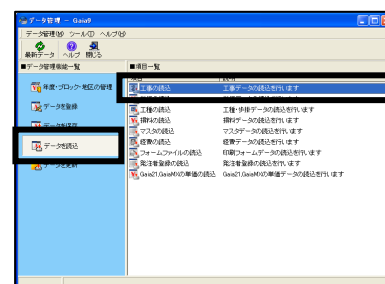 データ管理 - Gaia9
データ管理(M) ツール(T) ヘルプ(H)
最新データ ヘルプ 閉じる
■データ管理機能一覧
■項目一覧
年度・ブロック・地区の管理
データを登録
データを読込
データを更新
項目 説明
工事の読込 工事データの読込を行います
工種の読込 工種・歩掛データの読込を行います
損料の読込 損料データの読込を行います
マスタの読込 マスタデータの読込を行います
経費の読込 経費データの読込を行います
フォームファイルの読込 印刷フォームデータの読込を行います
発注者登録の読込 発注者登録の読込を行います
Gaia21,GaiaMXの単価の読込 Gaia21,GaiaMXの単価データの読込を行います